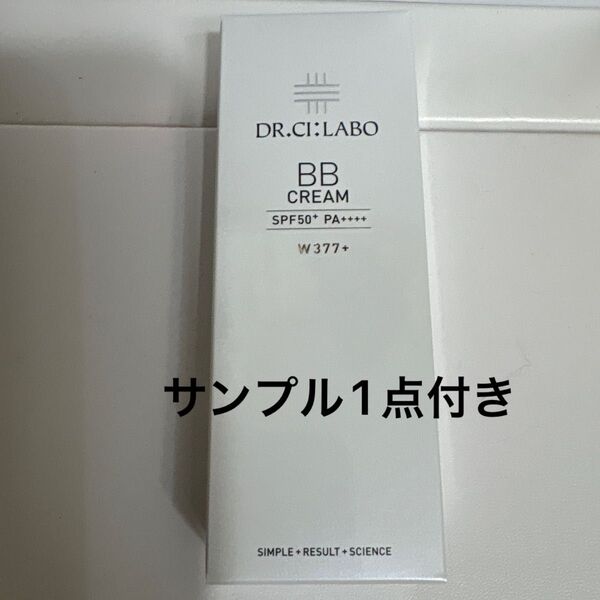 DR.CI:LABO
BB
CREAM
SPF50+ PA++++
W377+
サンプル1点付き
SIMPLE+RESULT+SCIENCE